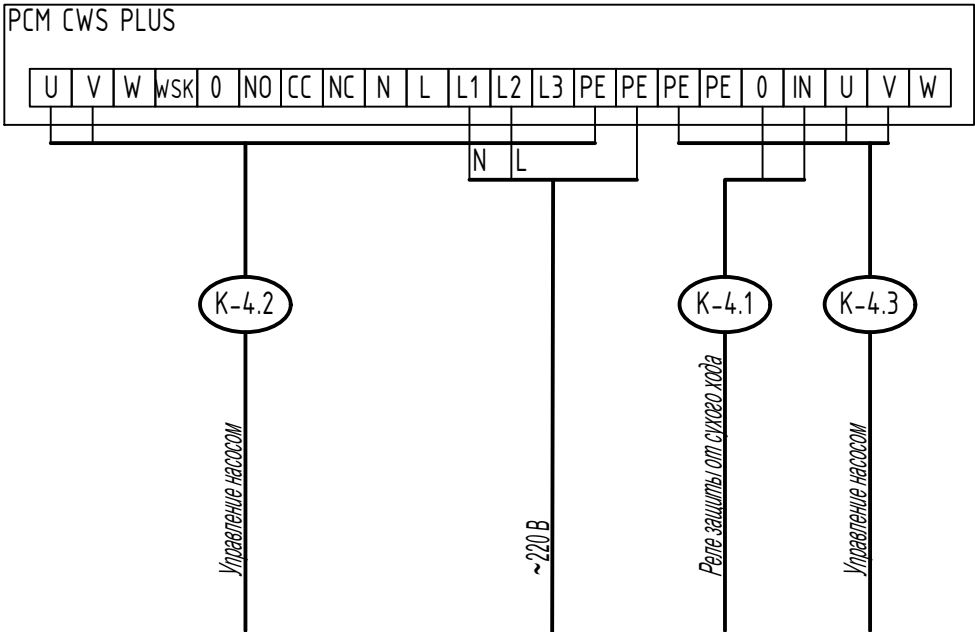 PCM CWS PLUS
U V W WSK 0 NO CC NC N L L1 L2 L3 PE PE PE PE 0 IN U V W
N L
K-4.2 K-4.1 K-4.3
Управление насосом
~220 В
Реле защиты от сухого хода
Управление насосом